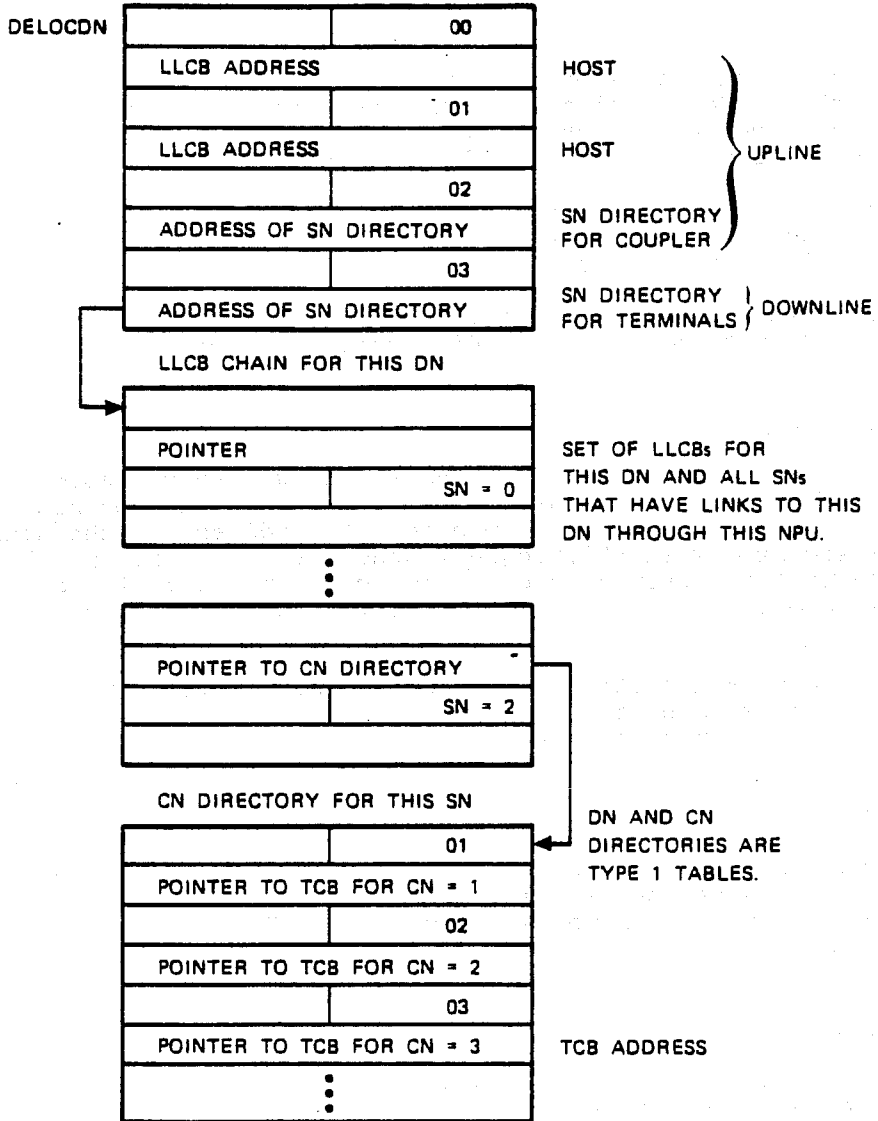 DELOCDN
00
LLCB ADDRESS
HOST
01
LLCB ADDRESS
HOST
UPLINE
02
ADDRESS OF SN DIRECTORY
SN DIRECTORY
FOR COUPLER
03
ADDRESS OF SN DIRECTORY
SN DIRECTORY
FOR TERMINALS
DOWNLINE
LLCB CHAIN FOR THIS DN
POINTER
SN = 0
SET OF LLCBs FOR
THIS DN AND ALL SNs
THAT HAVE LINKS TO THIS
DN THROUGH THIS NPU.
POINTER TO CN DIRECTORY
SN = 2
CN DIRECTORY FOR THIS SN
01
POINTER TO TCB FOR CN = 1
02
POINTER TO TCB FOR CN = 2
03
POINTER TO TCB FOR CN = 3
DN AND CN
DIRECTORIES ARE
TYPE 1 TABLES.
TCB ADDRESS